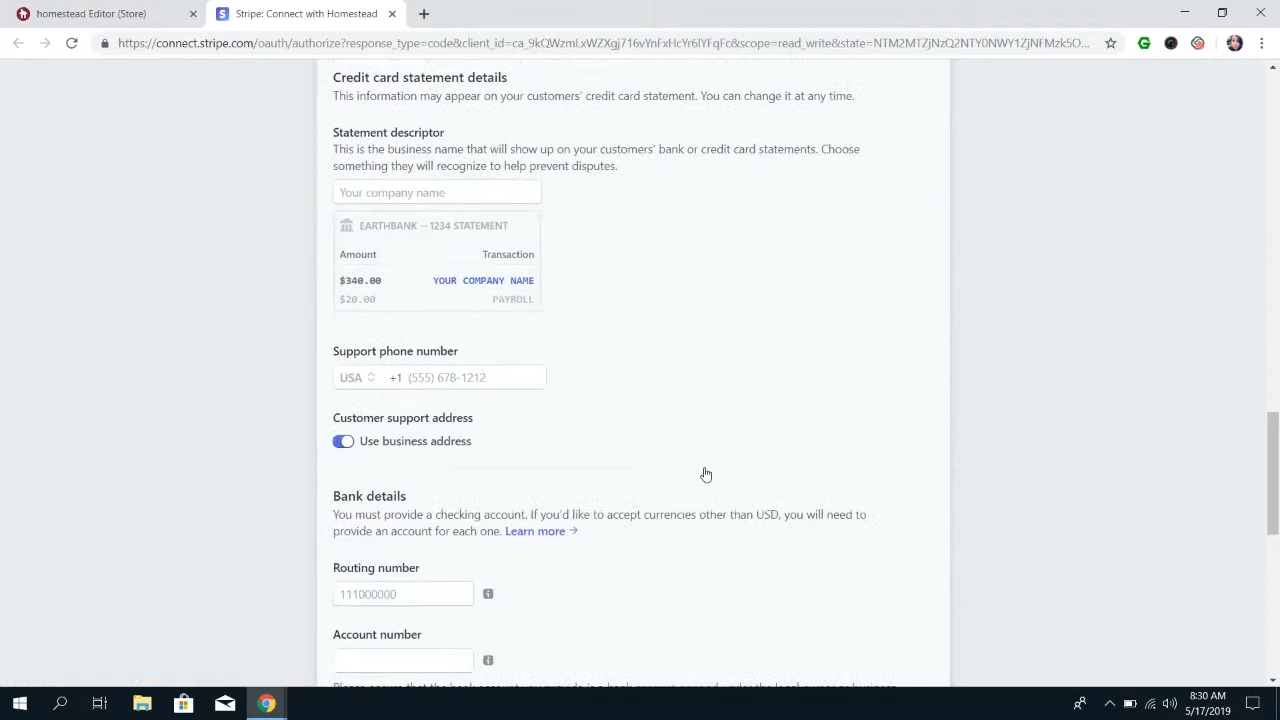 homestead Editor (Store)
Stripe: Connect with Homestead
https://connect.stripe.com/oauth/authorize?response_type=code&client_id=ca_9kQWzmLxWZXgj716vYnFxHcYr6IYFqFc&scope=read_write&state=NTM2MTZjNzQ2NTY0NWY1ZjNFMzk5O...
Credit card statement details
This information may appear on your customers' credit card statement. You can change it at any time.
Statement descriptor
This is the business name that will show up on your customers' bank or credit card statements. Choose
something they will recognize to help prevent disputes.
Your company name
EARTHBANK -- 1234 STATEMENT
Amount Transaction
$340.00 YOUR COMPANY NAME
$20.00 PAYROLL
Support phone number
USA +1 (555) 678-1212
Customer support address
Use business address
Bank details
You must provide a checking account. If you'd like to accept currencies other than USD, you will need to
provide an account for each one. Learn more →
Routing number
111000000
Account number
8:30 AM
5/17/2019